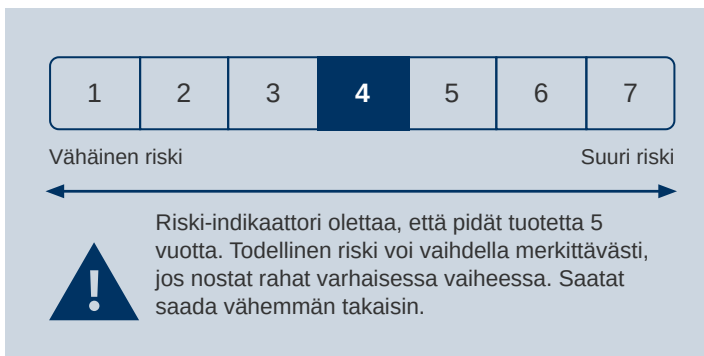 1 2 3 4 5 6 7
Vähäinen riski Suuri riski
Riski-indikaattori olettaa, että pidät tuotetta 5
vuotta. Todellinen riski voi vaihdella merkittävästi,
jos nostat rahat varhaisessa vaiheessa. Saatat
saada vähemmän takaisin.
!